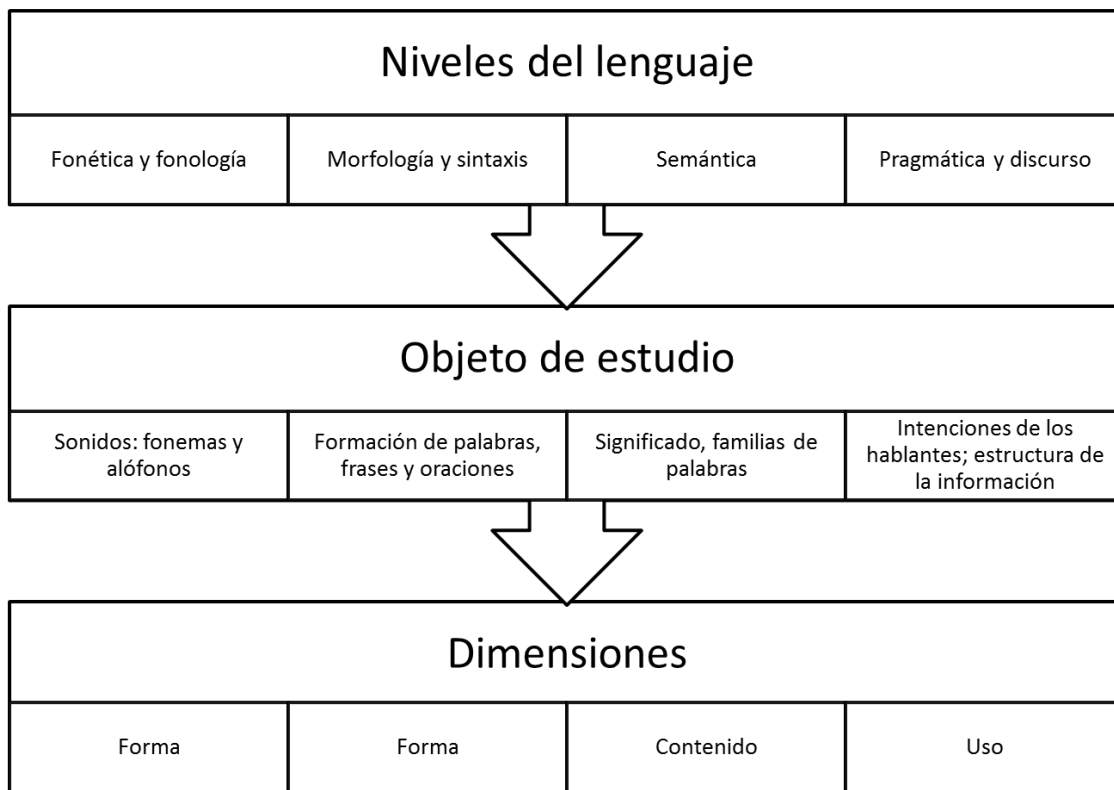 Niveles del lenguaje
Fonética y fonología
Morfología y sintaxis
Semántica
Pragmática y discurso
Objeto de estudio
Sonidos: fonemas y
alófonos
Formación de palabras,
frases y oraciones
Significado, familias de
palabras
Intenciones de los
hablantes; estructura de
la información
Dimensiones
Forma
Forma
Contenido
Uso